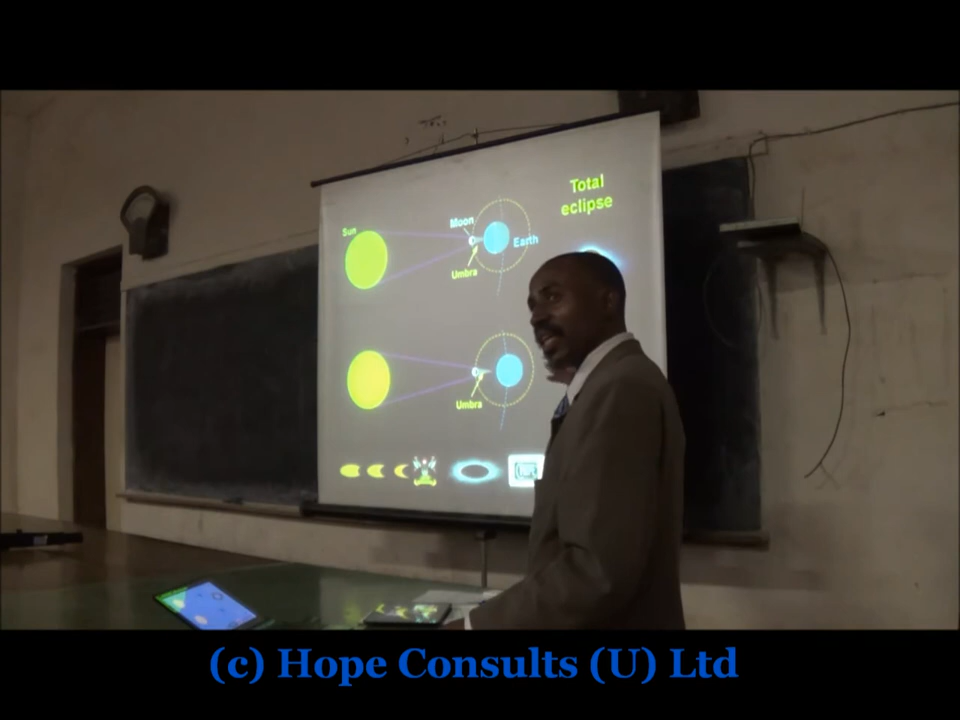 Total
eclipse
Sun
Moon
Earth
Umbra
Umbra
(c) Hope Consults (U) Ltd